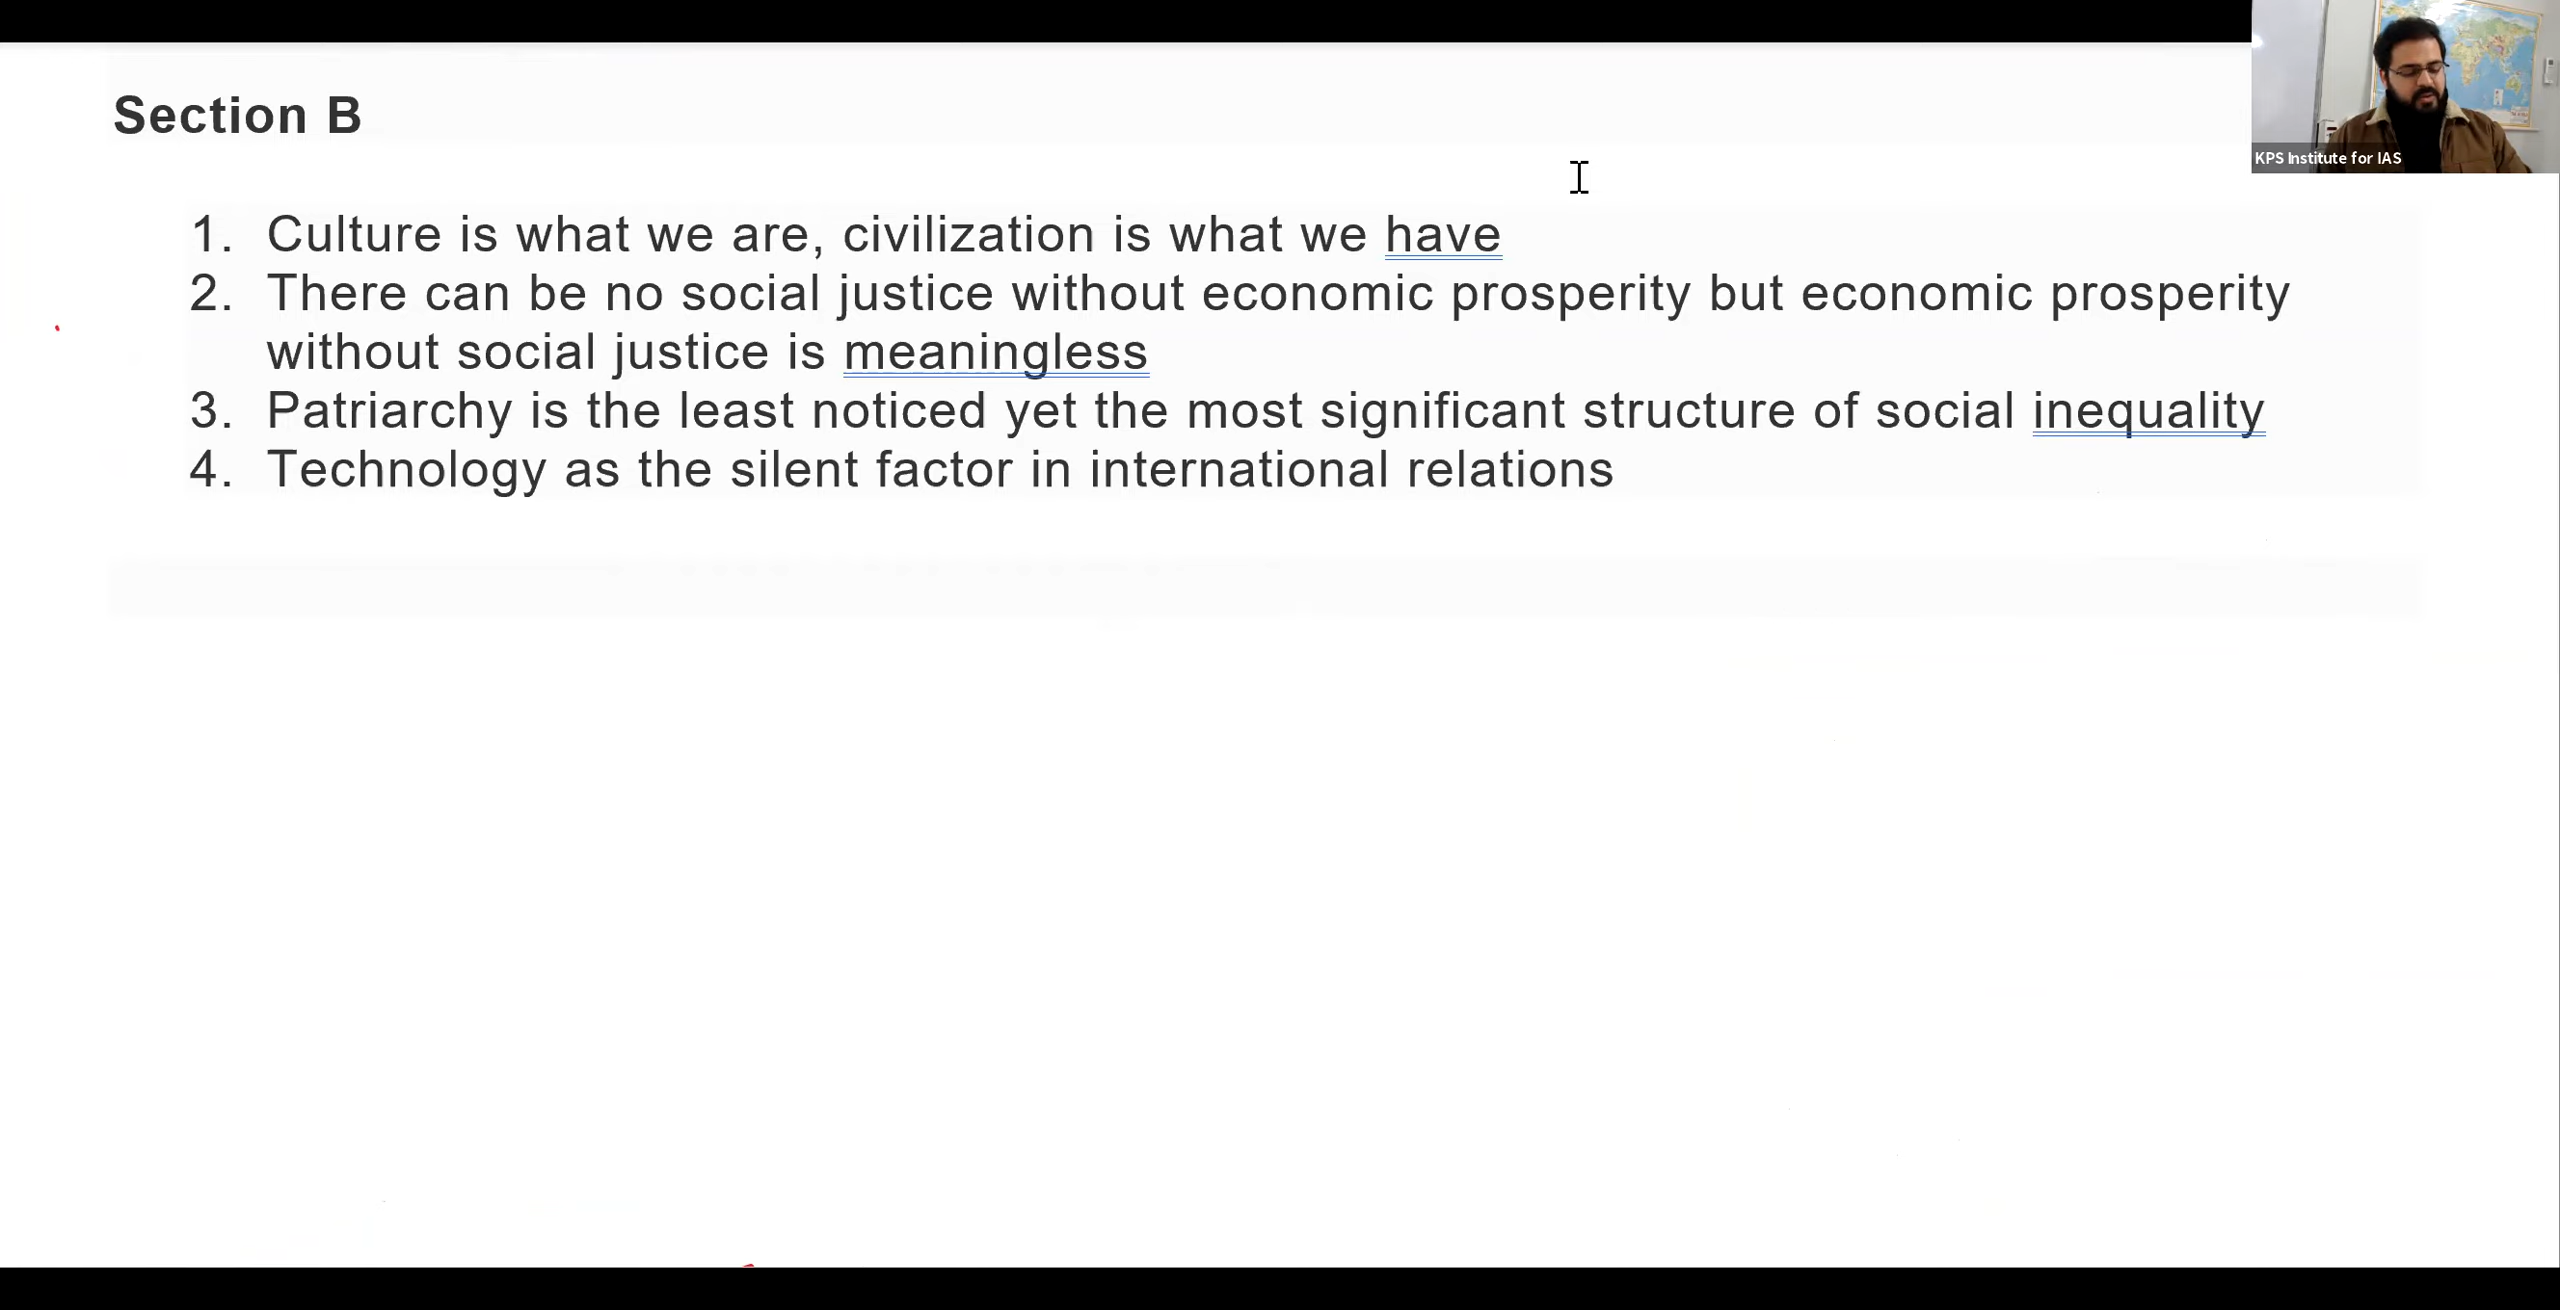 KPS Institute for IAS
Section B
1. Culture is what we are, civilization is what we have
2. There can be no social justice without economic prosperity but economic prosperity
without social justice is meaningless
3. Patriarchy is the least noticed yet the most significant structure of social inequality
4. Technology as the silent factor in international relations